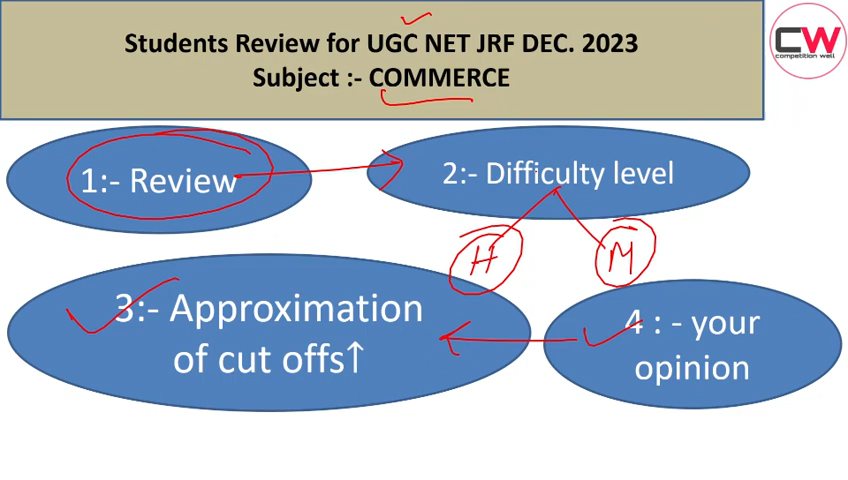 Students Review for UGC NET JRF DEC. 2023
Subject :- COMMERCE
CW
competition well
1:- Review
2:- Difficulty level
H
M
3:- Approximation
of cut offs↑
4 : - your
opinion